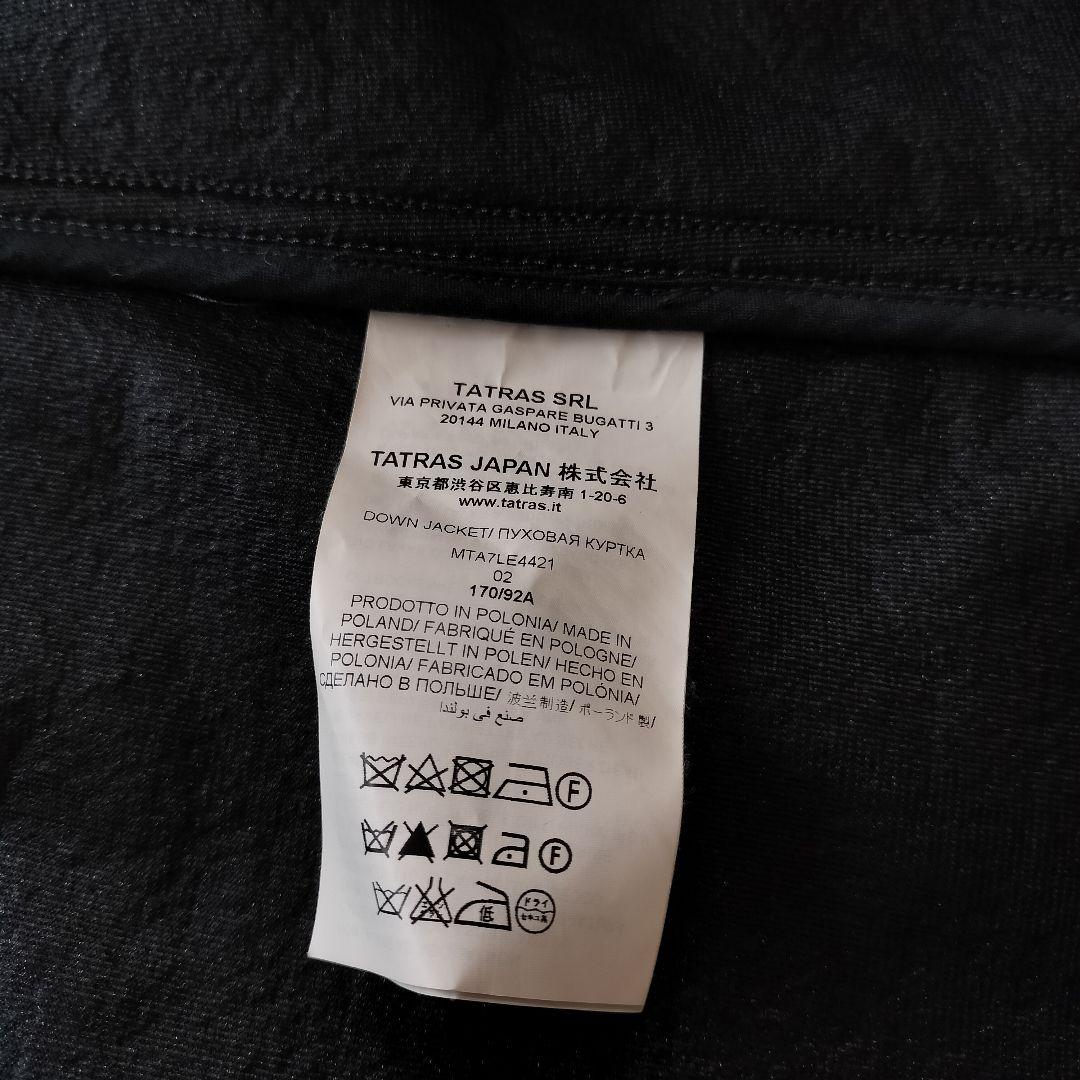 TATRAS SRL
VIA PRIVATA GASPARE BUGATTI 3
20144 MILANO ITALY
TATRAS JAPAN 株式会社
東京都渋谷区恵比寿南 1-20-6
www.tatras.it
DOWN JACKET/ ПУХОВАЯ КУРТКА
MTA7LE4421
02
170/92A
PRODOTTO IN POLONIA/ MADE IN
POLAND/ FABRIQUÉ EN POLOGNE/
HERGESTELLT IN POLEN/ HECHO EN
POLONIA/ FABRICADO EM POLÓNIA/
СДЕЛАНО В ПОЛЬШЕ/ 波兰制造/ ポーランド製/
صنع في بولندا
F
F
低
ドライ
セキユ系